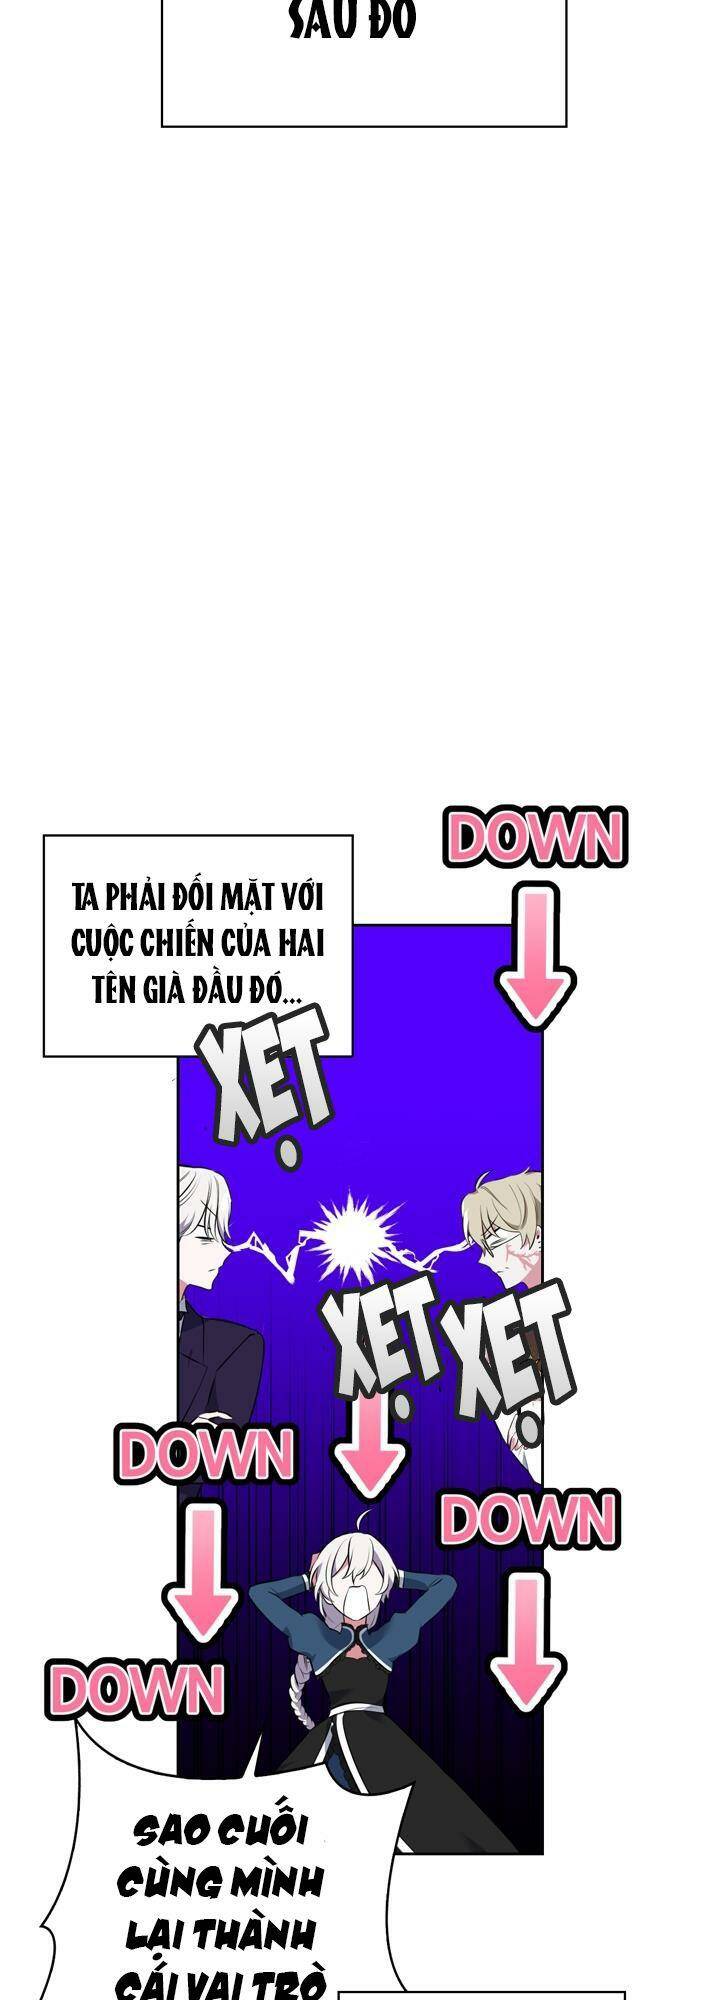 SAU ĐÓ
DOWN
TA PHẢI ĐỐI MẶT VỚI
CUỘC CHIẾN CỦA HAI
TÊN GIÀ ĐẦU ĐÓ...
XẸT
XẸT
XẸT
DOWN
DOWN
DOWN
SAO CUỐI
CÙNG MÌNH
LẠI THÀNH
CÁI VAI TRÒ